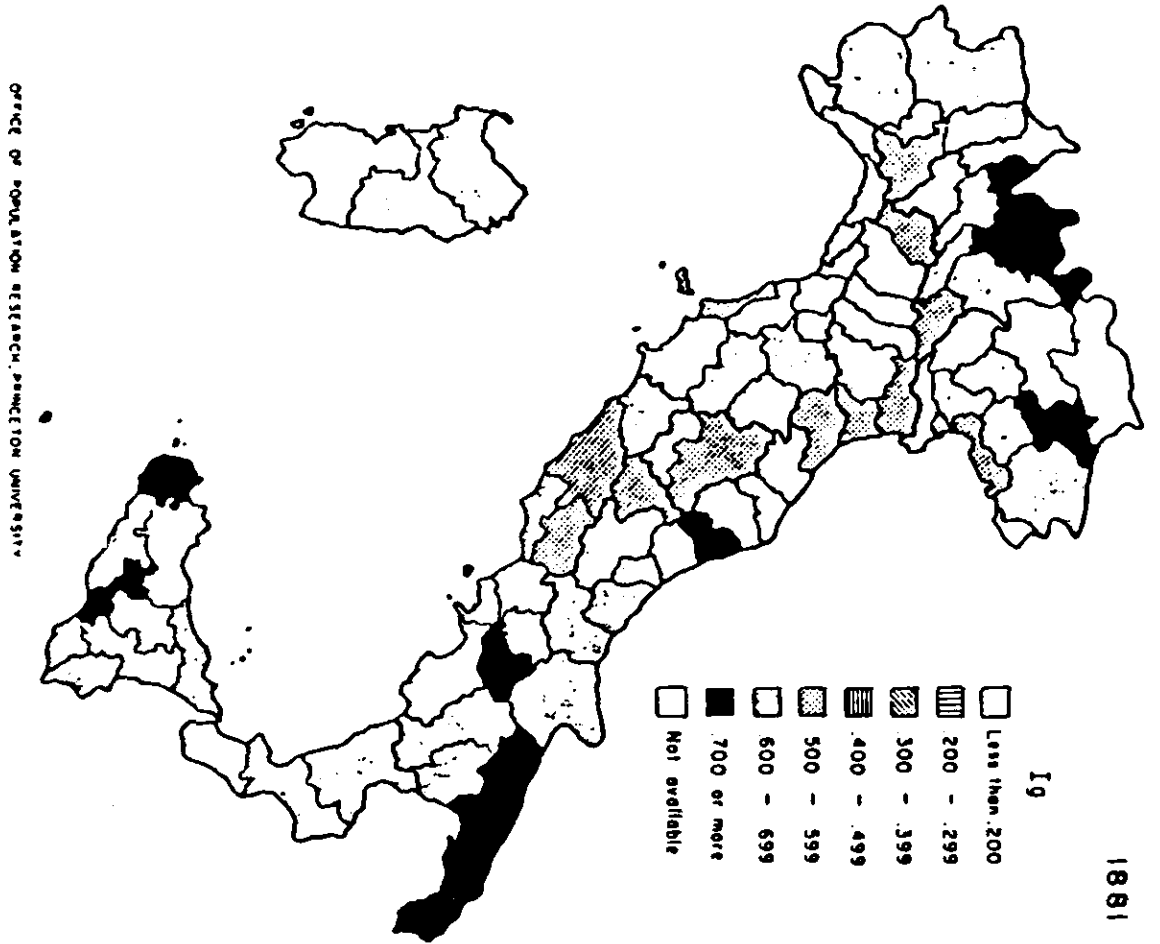 1881
Ig
Less than .200
.200 - .299
.300 - .399
.400 - .499
.500 - .599
.600 - .699
.700 or more
Not available
OFFICE OF POPULATION RESEARCH, PRINCETON UNIVERSITY